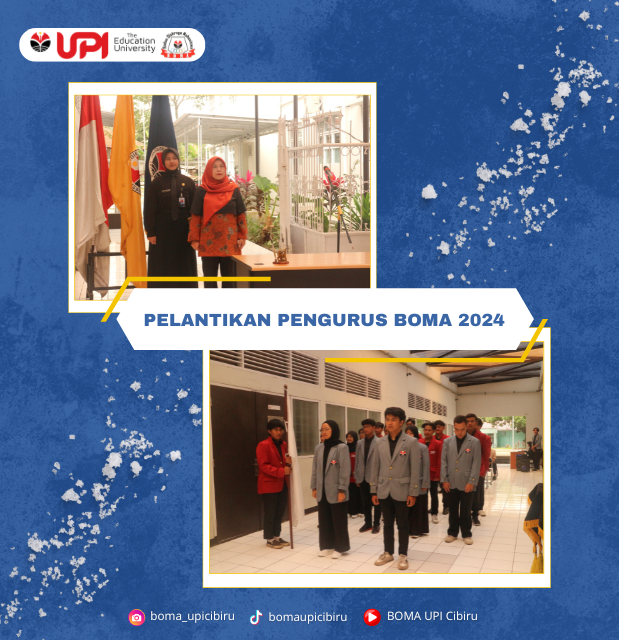 UPI
The
Education
University
PELANTIKAN PENGURUS BOMA 2024
boma_upicibiru
bomaupicibiru
BOMA UPI Cibiru